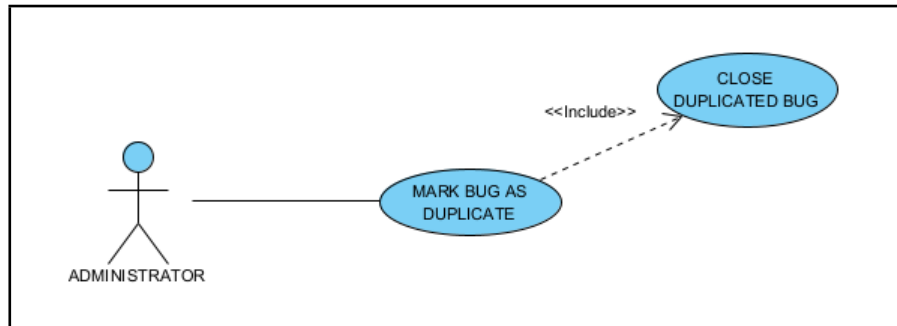 CLOSE
DUPLICATED BUG
<<Include>>
MARK BUG AS
DUPLICATE
ADMINISTRATOR